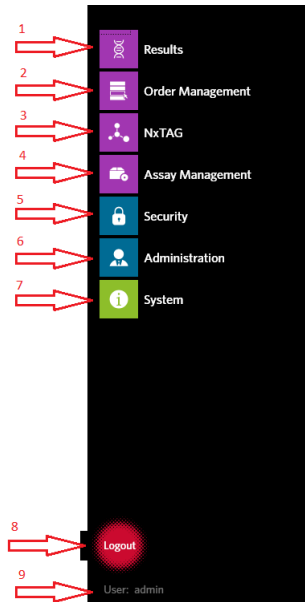 1
Results
2
Order Management
3
NxTAG
4
Assay Management
5
Security
6
Administration
7
System
8
Logout
9
User: admin